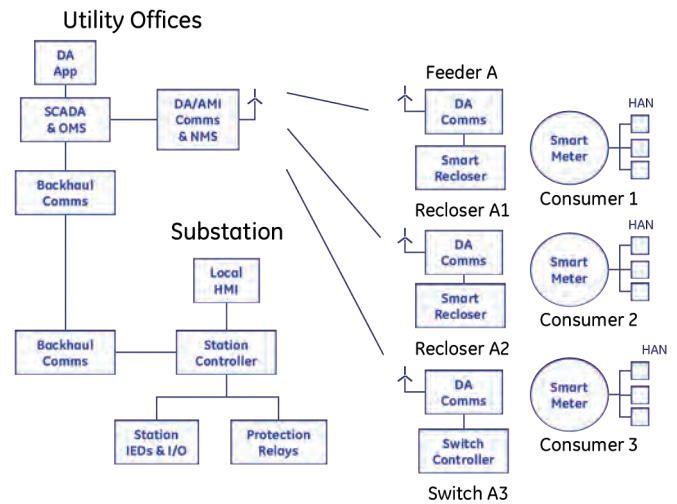 Utility Offices
DA
App
SCADA
& OMS
DA/AMI
Comms
& NMS
Backhaul
Comms
Substation
Local
HMI
Backhaul
Comms
Station
Controller
Station
IEDs & I/O
Protection
Relays
Feeder A
DA
Comms
Smart
Recloser
Recloser A1
HAN
Smart
Meter
Consumer 1
DA
Comms
Smart
Recloser
Recloser A2
HAN
Smart
Meter
Consumer 2
DA
Comms
Switch
Controller
Switch A3
HAN
Smart
Meter
Consumer 3